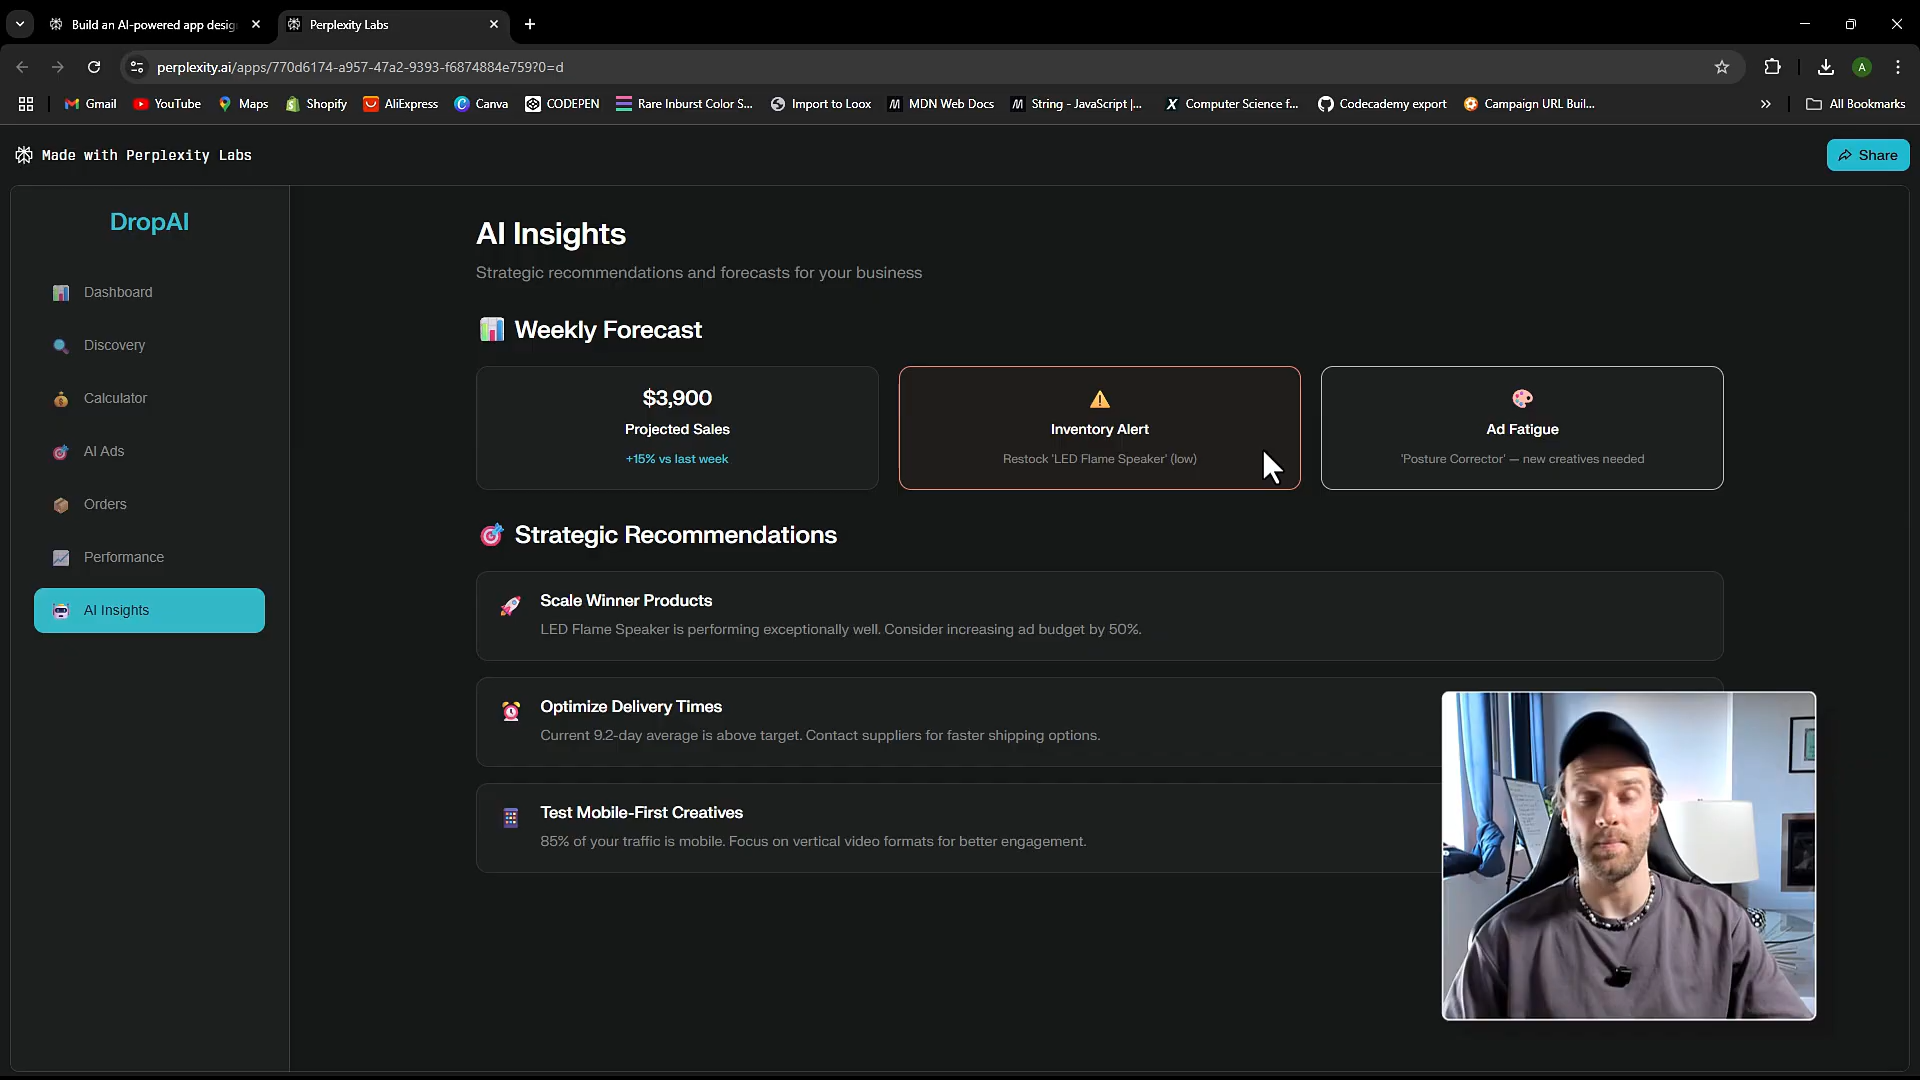 Build an AI-powered app desig
Perplexity Labs
perplexity.ai/apps/770d6174-a957-47a2-9393-f6874884e759?0=d
A
Gmail
YouTube
Maps
Shopify
AliExpress
Canva
CODEPEN
Rare Inburst Color S...
Import to Loox
MDN Web Docs
String - JavaScript |...
Computer Science f...
Codecademy export
Campaign URL Buil...
All Bookmarks
Made with Perplexity Labs
Share
DropAI
Dashboard
Discovery
Calculator
AI Ads
Orders
Performance
AI Insights
AI Insights
Strategic recommendations and forecasts for your business
Weekly Forecast
$3,900
Projected Sales
+15% vs last week
Inventory Alert
Restock 'LED Flame Speaker' (low)
Ad Fatigue
'Posture Corrector' — new creatives needed
Strategic Recommendations
Scale Winner Products
LED Flame Speaker is performing exceptionally well. Consider increasing ad budget by 50%.
Optimize Delivery Times
Current 9.2-day average is above target. Contact suppliers for faster shipping options.
Test Mobile-First Creatives
85% of your traffic is mobile. Focus on vertical video formats for better engagement.